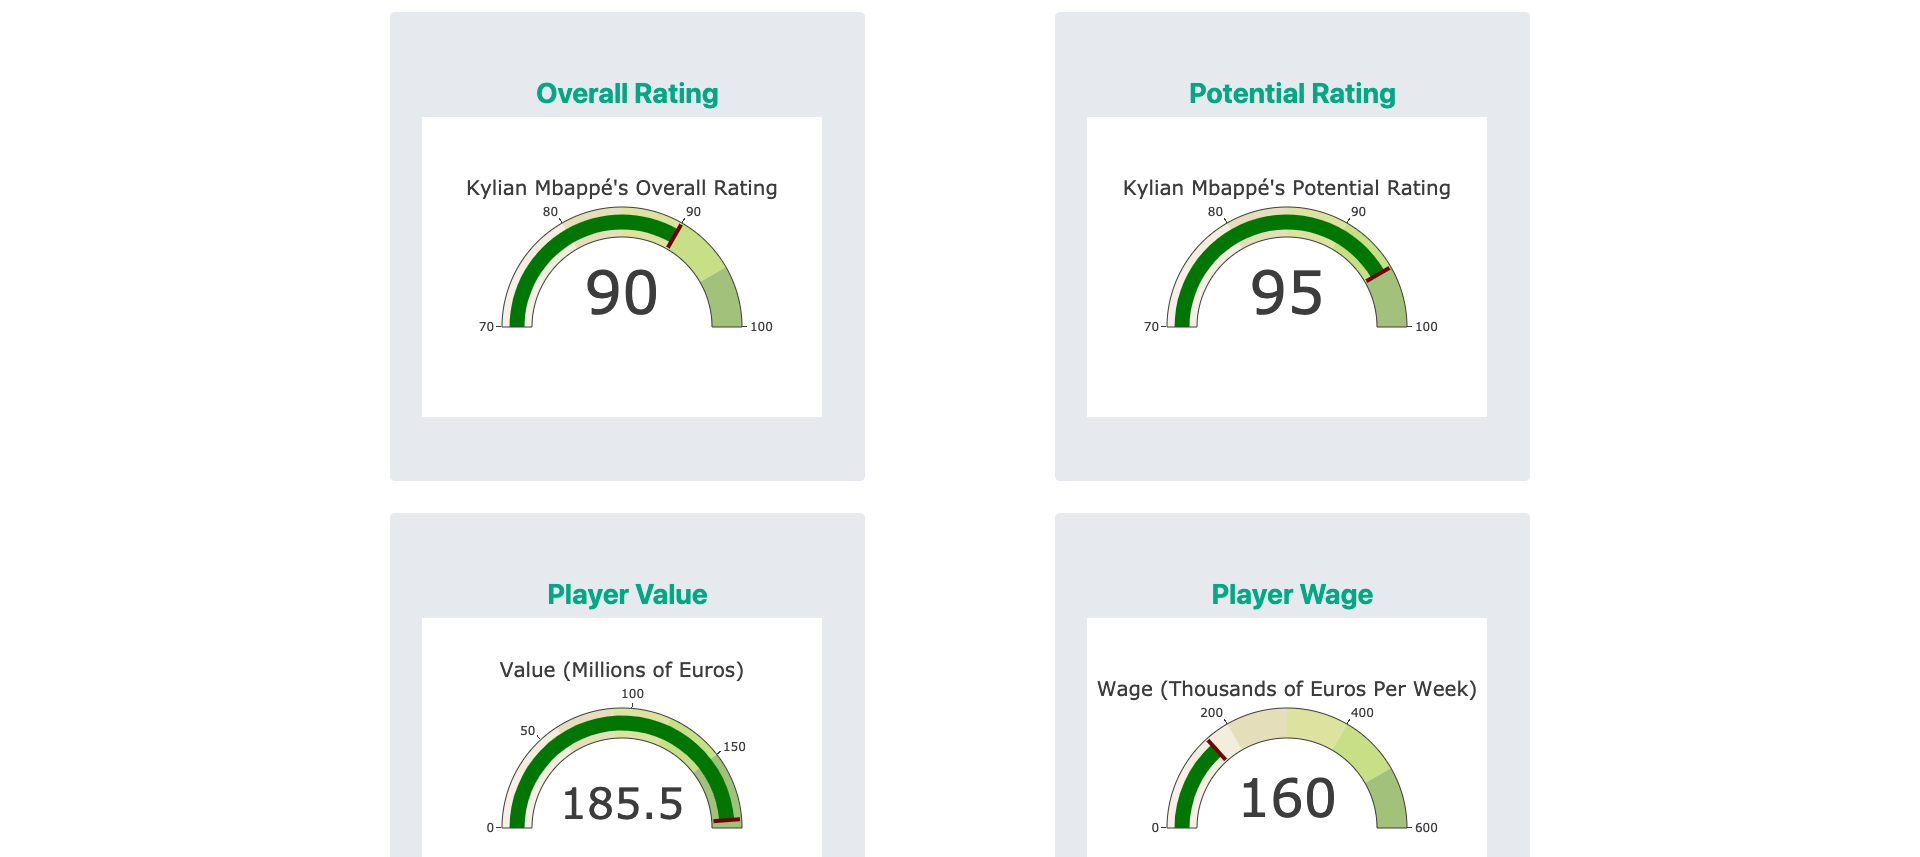 Overall Rating
Kylian Mbappé's Overall Rating
80
90
90
70
100
Potential Rating
Kylian Mbappé's Potential Rating
80
90
95
70
100
Player Value
Value (Millions of Euros)
100
50
150
185.5
0
Player Wage
Wage (Thousands of Euros Per Week)
200
400
160
0
600